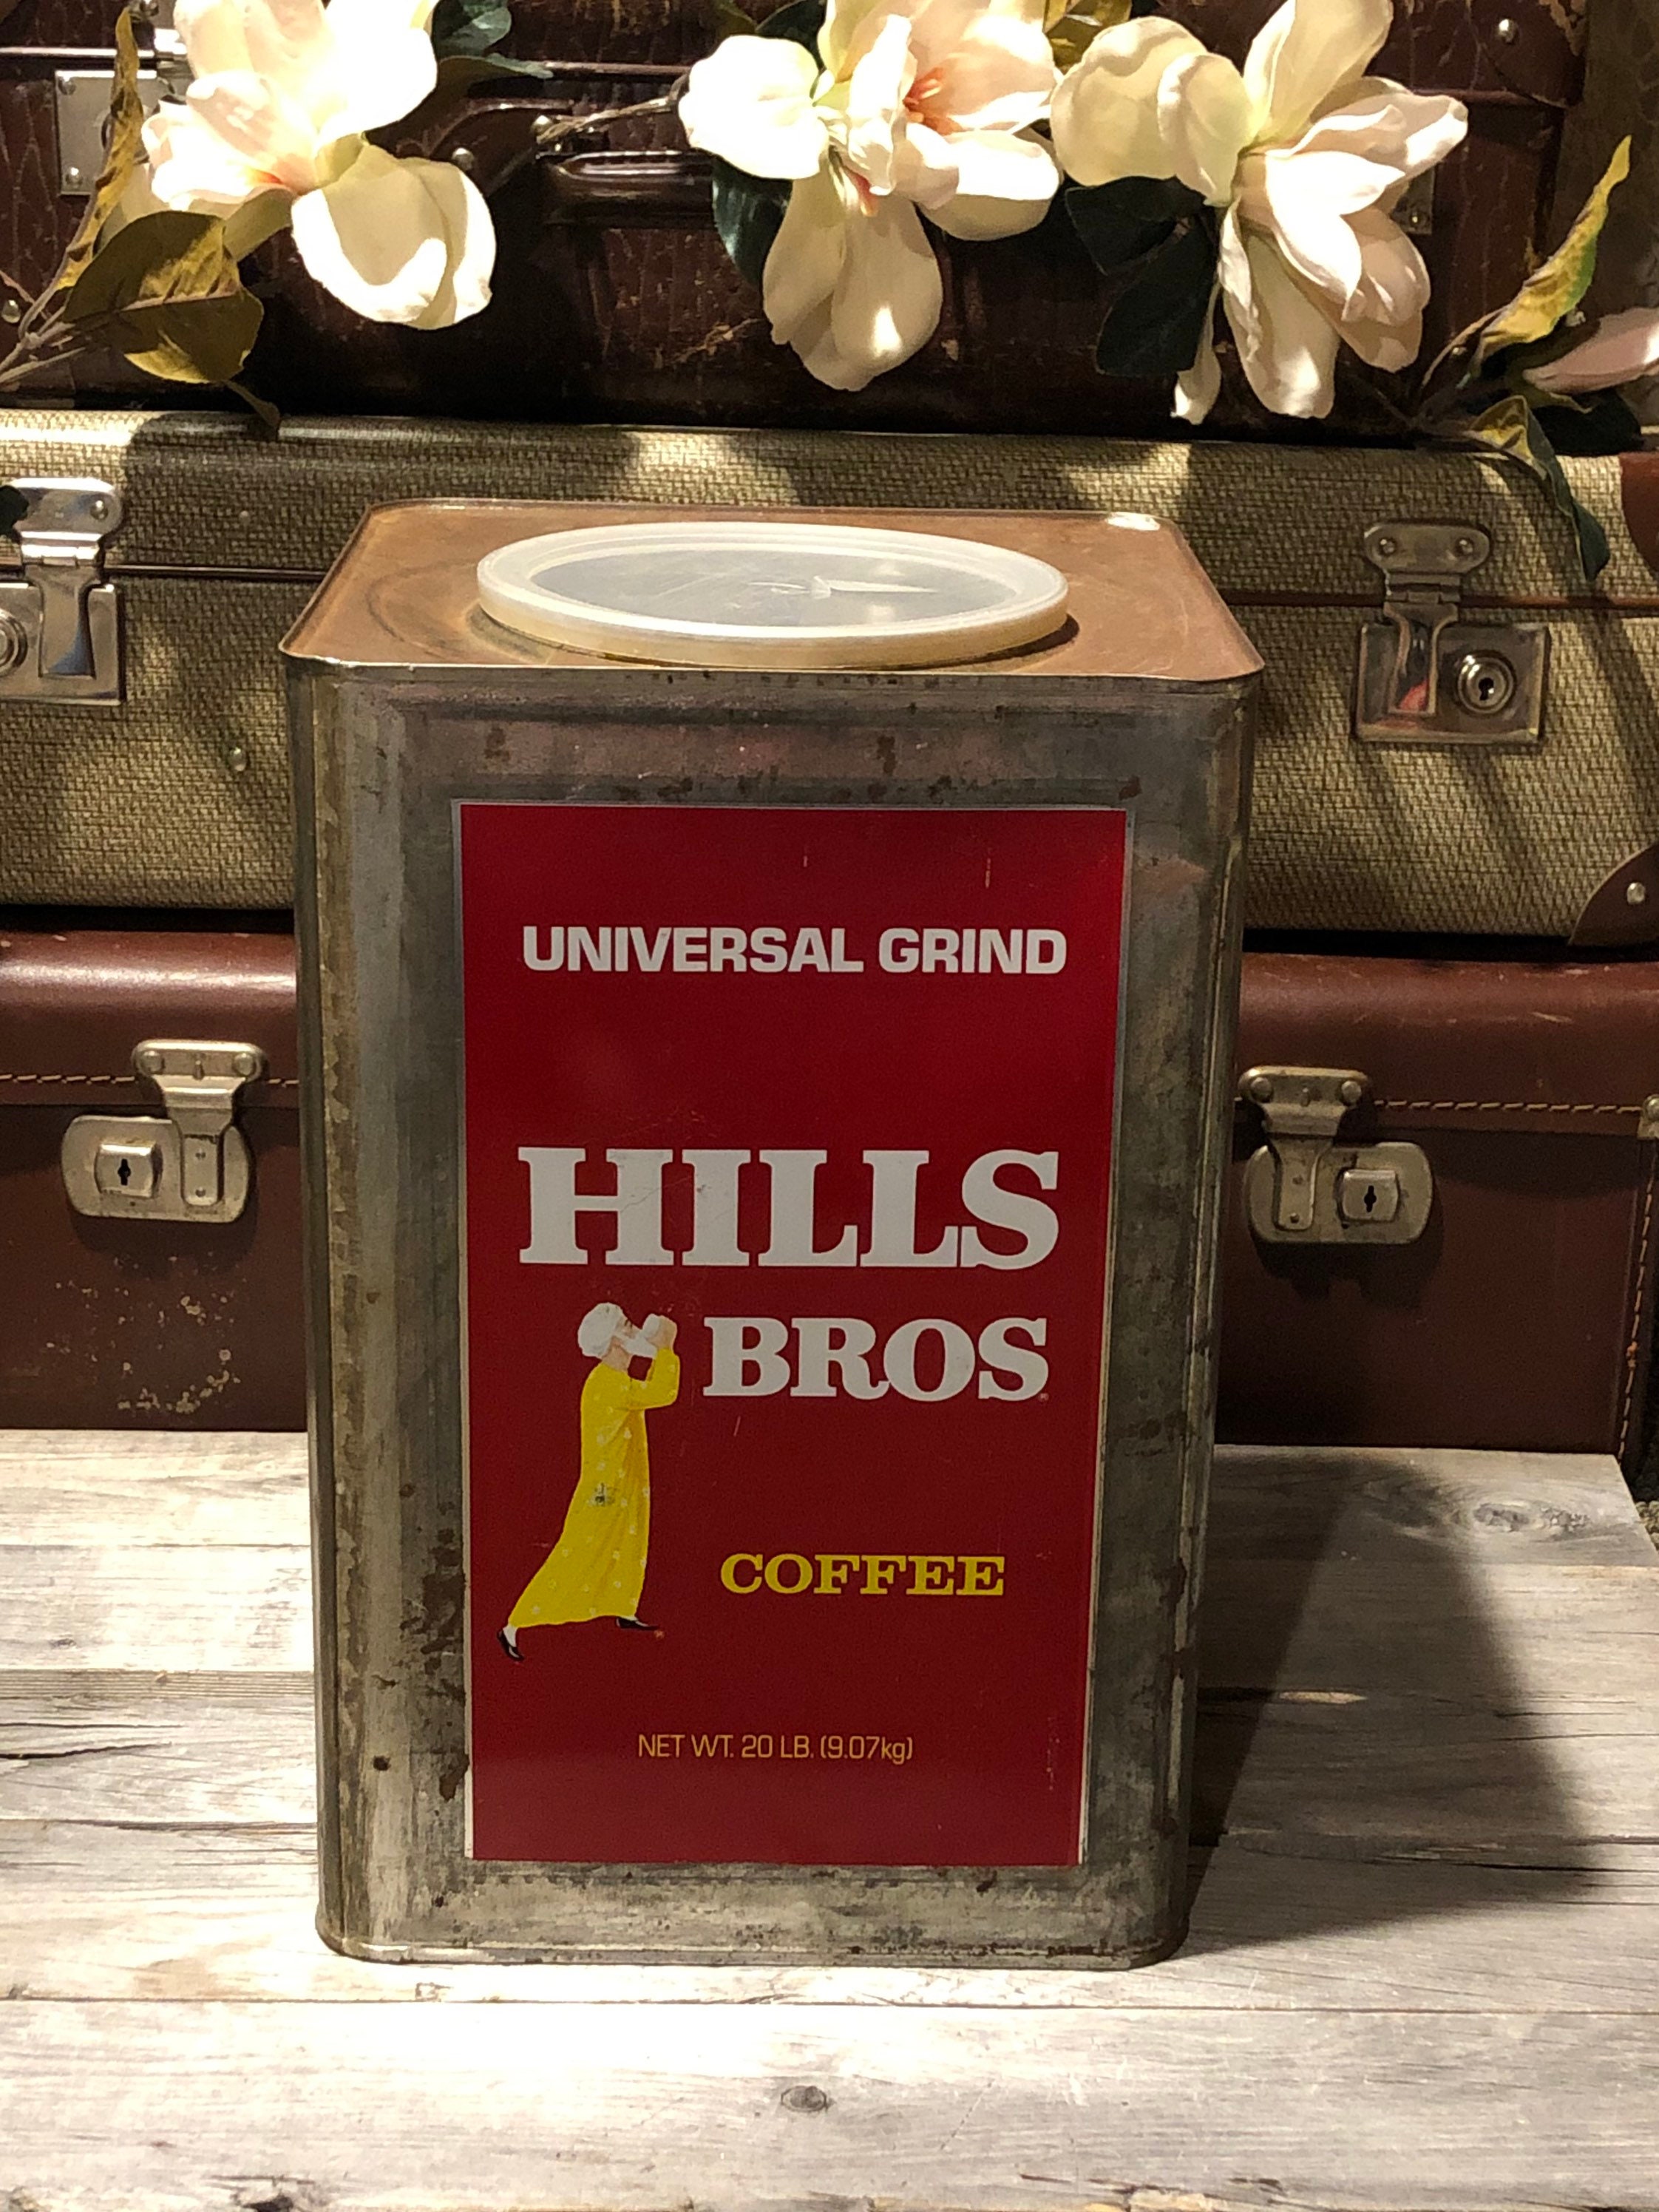 UNIVERSAL GRIND
HILLS
BROS
COFFEE
NET WT. 20 LB. (9.07kg)